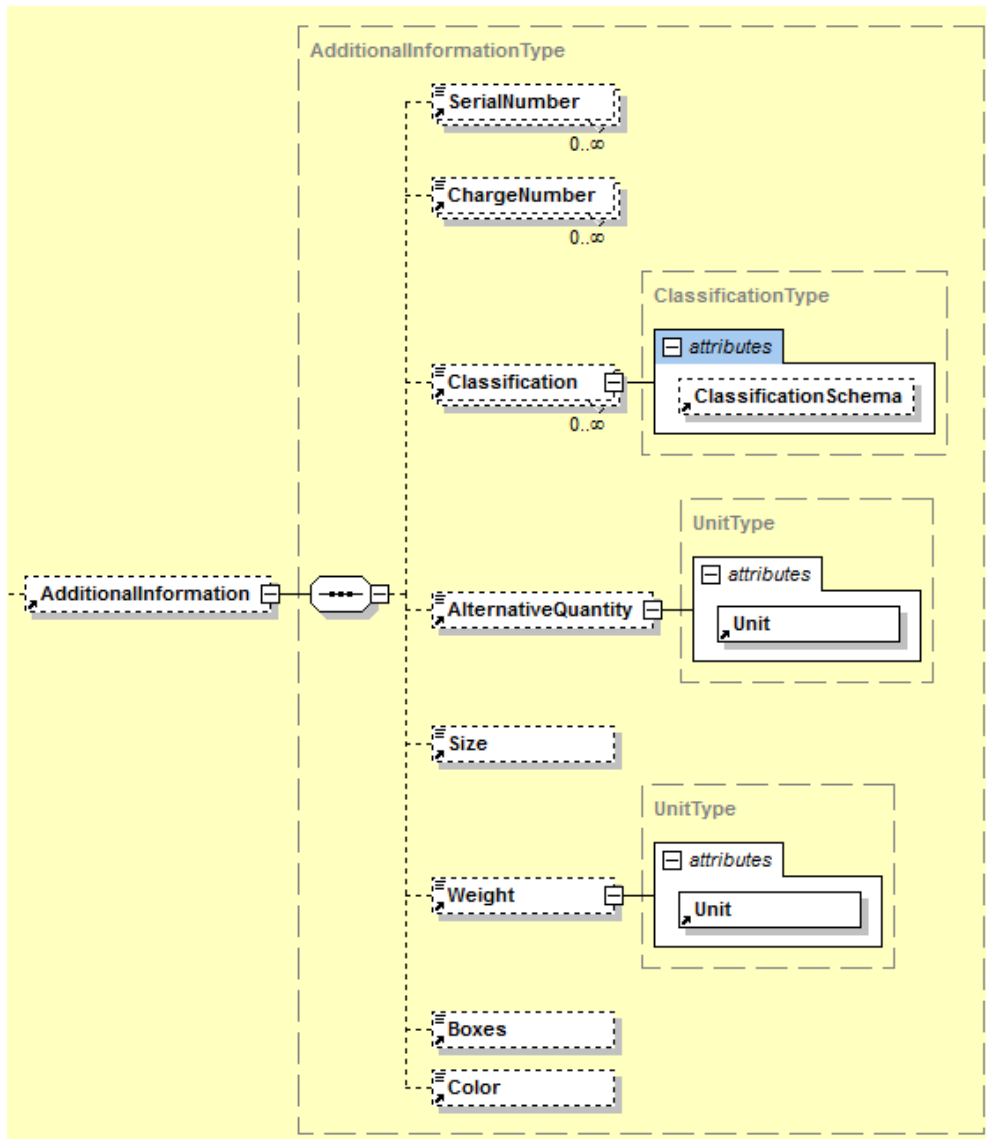 AdditionalInformationType
SerialNumber
0..∞
ChargeNumber
0..∞
ClassificationType
attributes
Classification
ClassificationSchema
0..∞
UnitType
attributes
AdditionalInformation
AlternativeQuantity
Unit
Size
UnitType
attributes
Weight
Unit
Boxes
Color